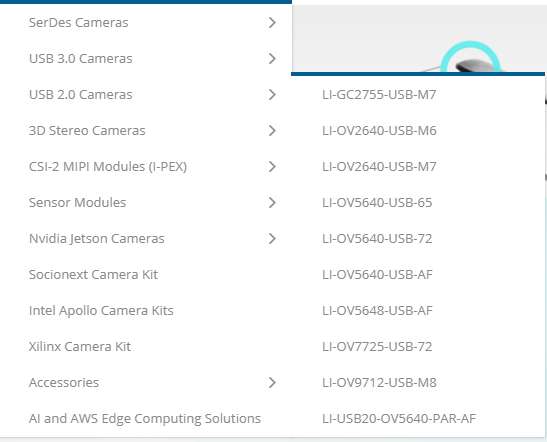 SerDes Cameras
USB 3.0 Cameras
USB 2.0 Cameras
3D Stereo Cameras
CSI-2 MIPI Modules (I-PEX)
Sensor Modules
Nvidia Jetson Cameras
Socionext Camera Kit
Intel Apollo Camera Kits
Xilinx Camera Kit
Accessories
AI and AWS Edge Computing Solutions
LI-GC2755-USB-M7
LI-OV2640-USB-M6
LI-OV2640-USB-M7
LI-OV5640-USB-65
LI-OV5640-USB-72
LI-OV5640-USB-AF
LI-OV5648-USB-AF
LI-OV7725-USB-72
LI-OV9712-USB-M8
LI-USB20-OV5640-PAR-AF